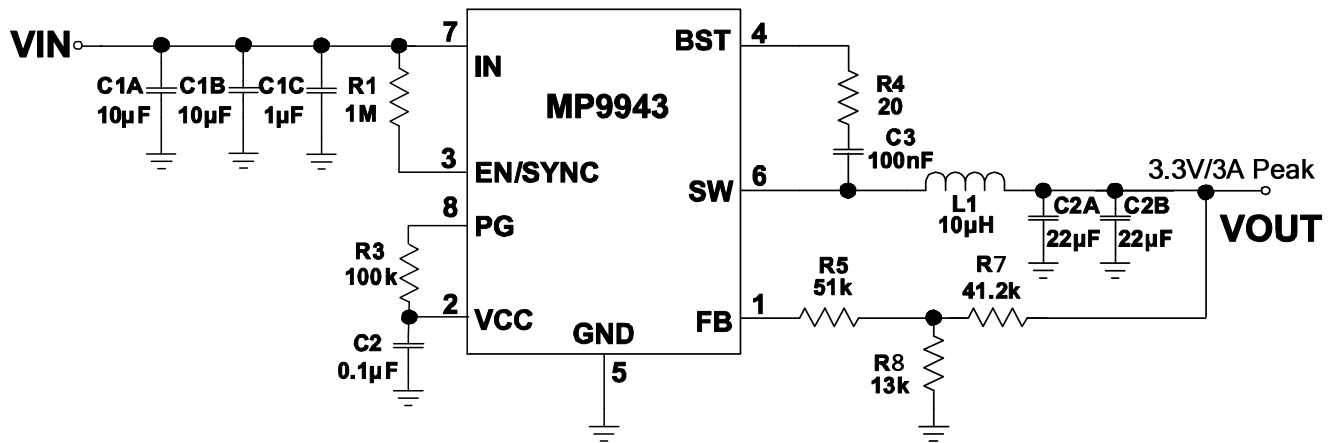 VIN
C1A
10µF
C1B
10µF
C1C
1µF
R1
1M
7
IN
3
EN/SYNC
8
PG
R3
100k
2
VCC
C2
0.1µF
MP9943
GND
5
BST
4
R4
20
C3
100nF
SW
6
L1
10µH
3.3V/3A Peak
C2A
22µF
C2B
22µF
VOUT
FB
1
R5
51k
R7
41.2k
R8
13k